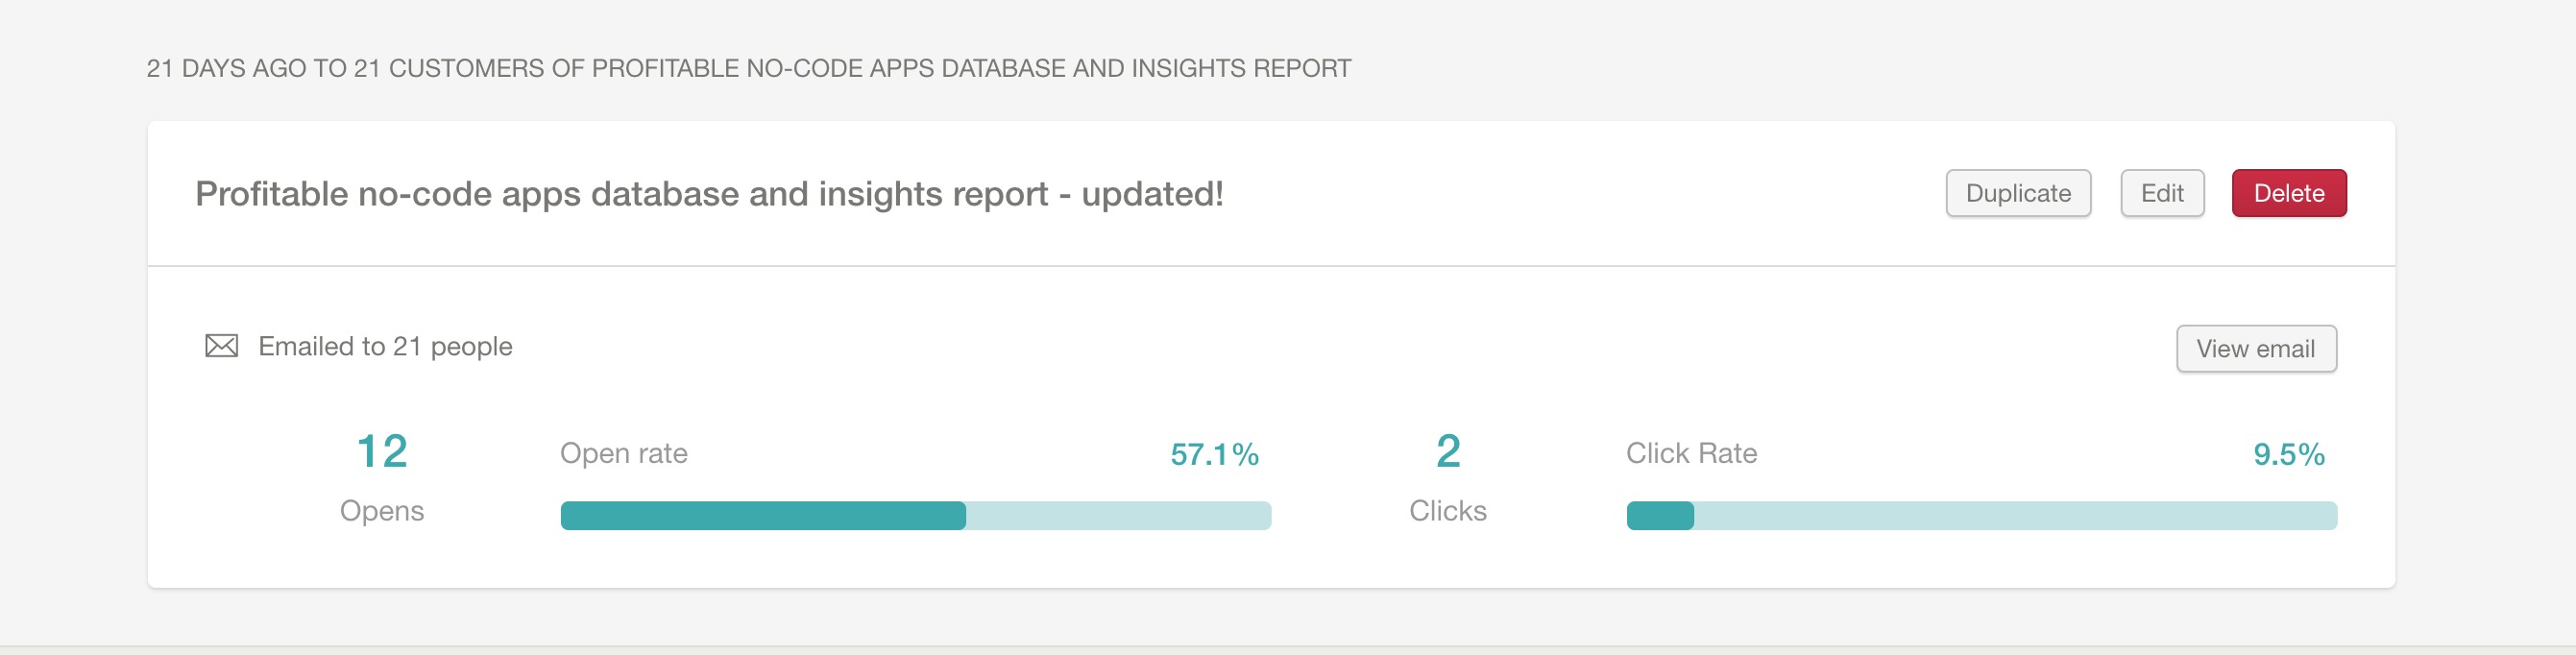 21 DAYS AGO TO 21 CUSTOMERS OF PROFITABLE NO-CODE APPS DATABASE AND INSIGHTS REPORT
Profitable no-code apps database and insights report - updated!
Duplicate
Edit
Delete
Emailed to 21 people
View email
12
Opens
Open rate
57.1%
2
Clicks
Click Rate
9.5%